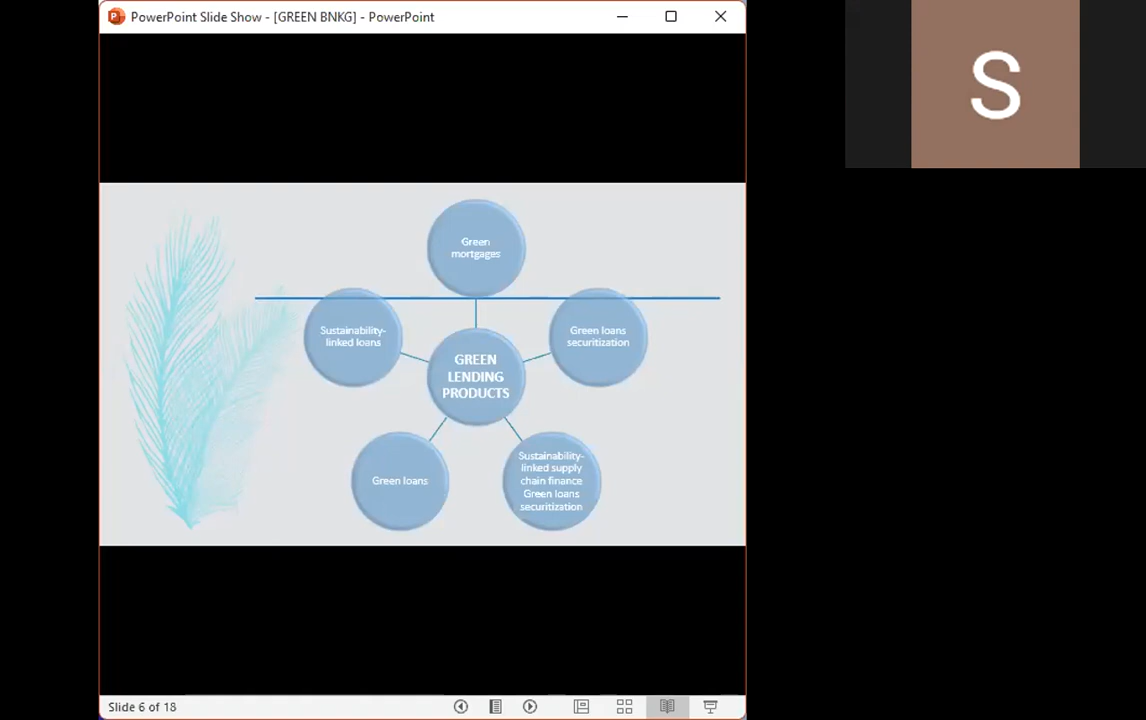 PowerPoint Slide Show - [GREEN BNKG] - PowerPoint
S
Green
mortgages
Sustainability-
linked loans
Green loans
securitization
GREEN
LENDING
PRODUCTS
Green loans
Sustainability-
linked supply
chain finance
Green loans
securitization
Slide 6 of 18